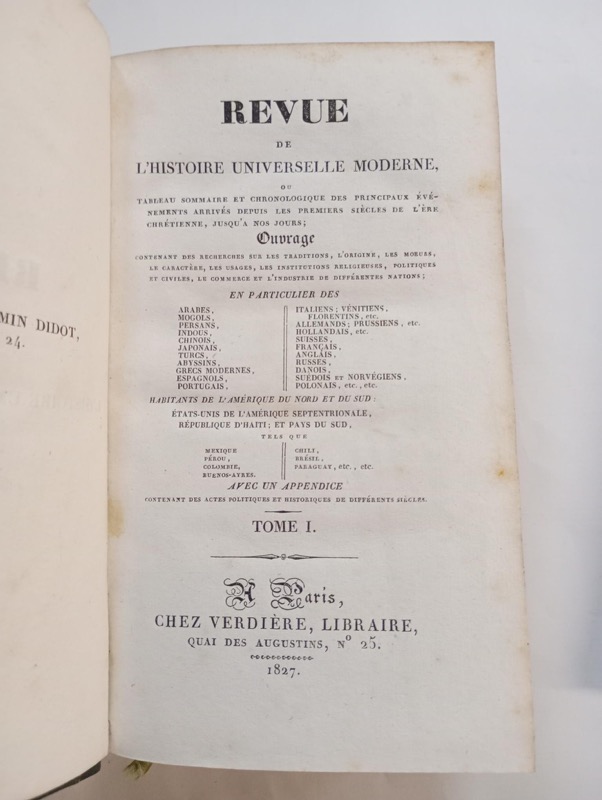 MIN DIDOT,
24.
REVUE
DE
L'HISTOIRE UNIVERSELLE MODERNE,
OU
TABLEAU SOMMAIRE ET CHRONOLOGIQUE DES PRINCIPAUX ÉVÉ-
NEMENTS ARRIVÉS DEPUIS LES PREMIERS SIÈCLES DE L'ÈRE
CHRÉTIENNE, JUSQU'A NOS JOURS;
Ouvrage
CONTENANT DES RECHERCHES SUR LES TRADITIONS, L'ORIGINE, LES MOEURS,
LE CARACTÈRE, LES USAGES, LES INSTITUTIONS RELIGIEUSES, POLITIQUES
ET CIVILES, LE COMMERCE ET L'INDUSTRIE DE DIFFÉRENTES NATIONS;
EN PARTICULIER DES
ARABES,
MOGOLS,
PERSANS,
INDOUS,
CHINOIS,
JAPONAIS,
TURCS,
ABYSSINS,
GRECS MODERNES,
ESPAGNOLS,
PORTUGAIS,
ITALIENS; VÉNITIENS,
FLORENTINS, etc.
ALLEMANDS; PRUSSIENS, etc.
HOLLANDAIS, etc.
SUISSES,
FRANÇAIS,
ANGLAIS,
RUSSES,
DANOIS,
SUÉDOIS ET NORVÉGIENS,
POLONAIS, etc., etc.
HABITANTS DE L'AMÉRIQUE DU NORD ET DU SUD:
ÉTATS-UNIS DE L'AMÉRIQUE SEPTENTRIONALE,
RÉPUBLIQUE D'HAITI; ET PAYS DU SUD,
TELS QUE
MEXIQUE
PÉROU,
COLOMBIE,
BUENOS-AYRES.
CHILI,
BRÉSIL,
PARAGUAY, etc., etc.
AVEC UN APPENDICE
CONTENANT DES ACTES POLITIQUES ET HISTORIQUES DE DIFFÉRENTS SIÈCLES.
TOME I.
A Paris,
CHEZ VERDIÈRE, LIBRAIRE,
QUAI DES AUGUSTINS, Nº 25.
1827.